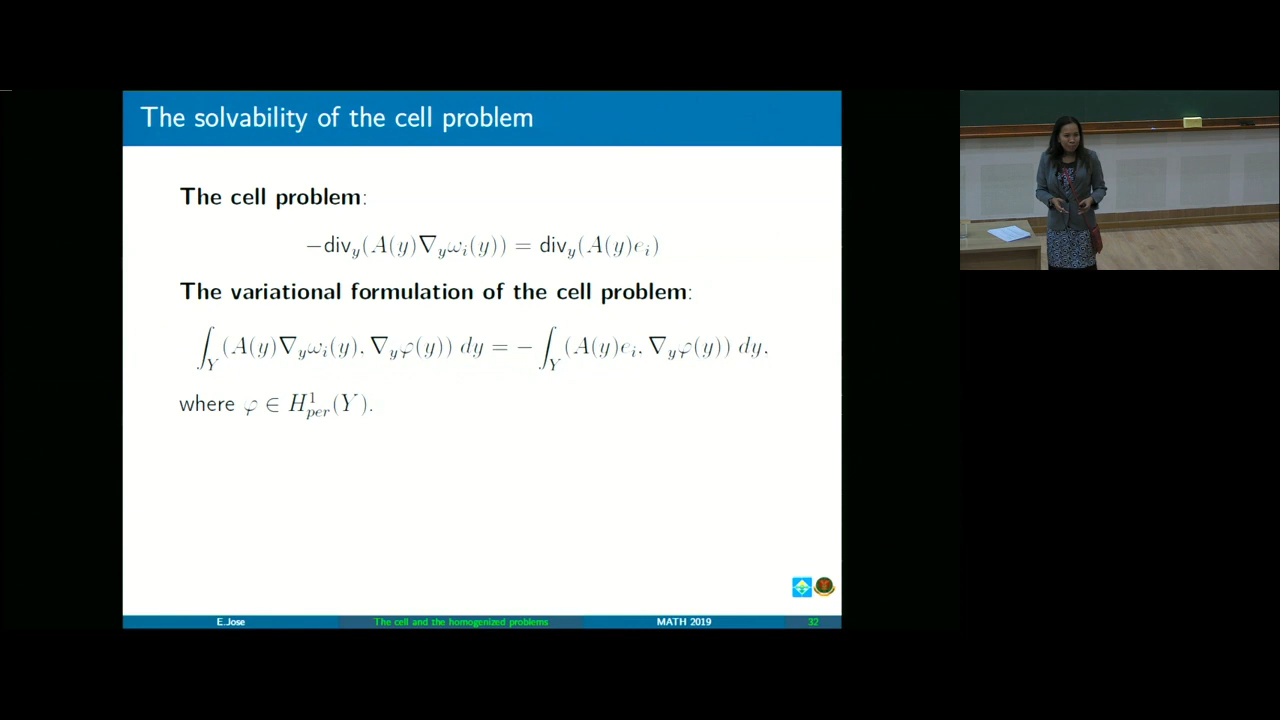 The solvability of the cell problem
The cell problem:
−div_y(A(y)∇_yω_i(y)) = div_y(A(y)e_i)
The variational formulation of the cell problem:
∫_Y (A(y)∇_yω_i(y), ∇_yφ(y)) dy = − ∫_Y (A(y)e_i, ∇_yφ(y)) dy,
where φ ∈ H^1_{per}(Y).
E.Jose The cell and the homogenized problems MATH 2019 32